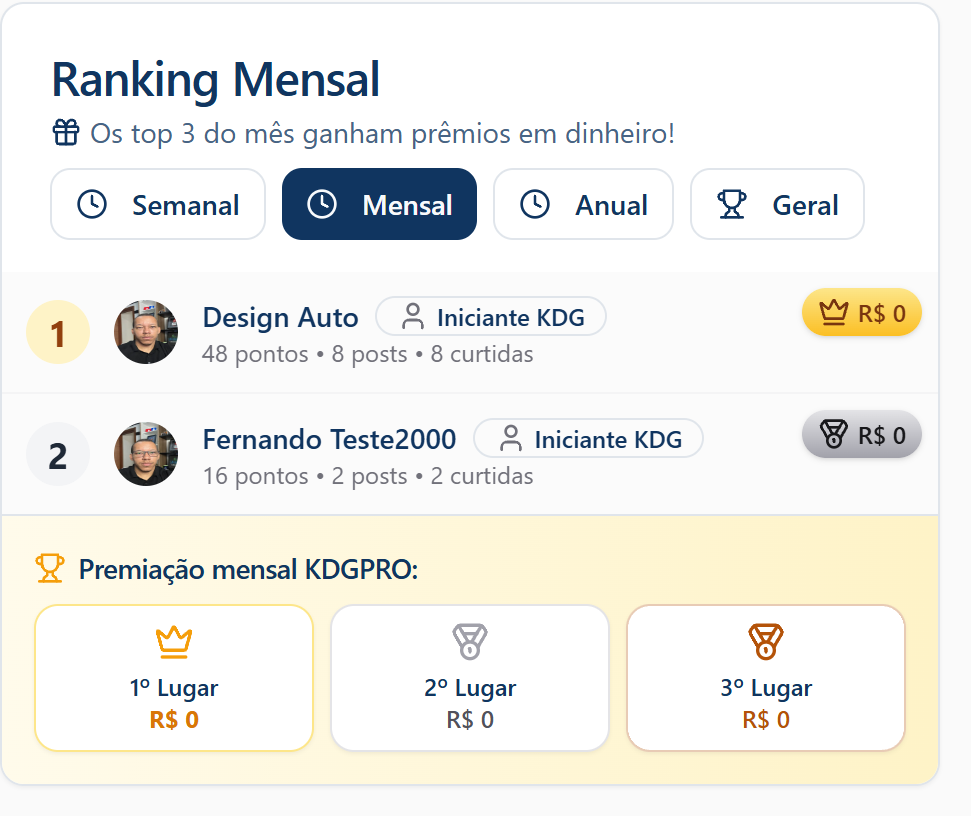 Ranking Mensal
Os top 3 do mês ganham prêmios em dinheiro!
Semanal
Mensal
Anual
Geral
1
Design Auto
Iniciante KDG
R$ 0
48 pontos • 8 posts • 8 curtidas
2
Fernando Teste2000
Iniciante KDG
R$ 0
16 pontos • 2 posts • 2 curtidas
Premiação mensal KDGPRO:
1º Lugar
R$ 0
2º Lugar
R$ 0
3º Lugar
R$ 0